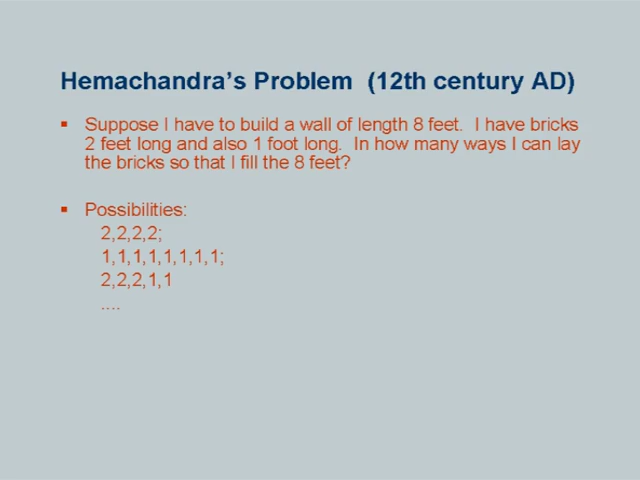 Hemachandra's Problem (12th century AD)
▪ Suppose I have to build a wall of length 8 feet. I have bricks
2 feet long and also 1 foot long. In how many ways I can lay
the bricks so that I fill the 8 feet?
▪ Possibilities:
2,2,2,2;
1,1,1,1,1,1,1,1;
2,2,2,1,1
....